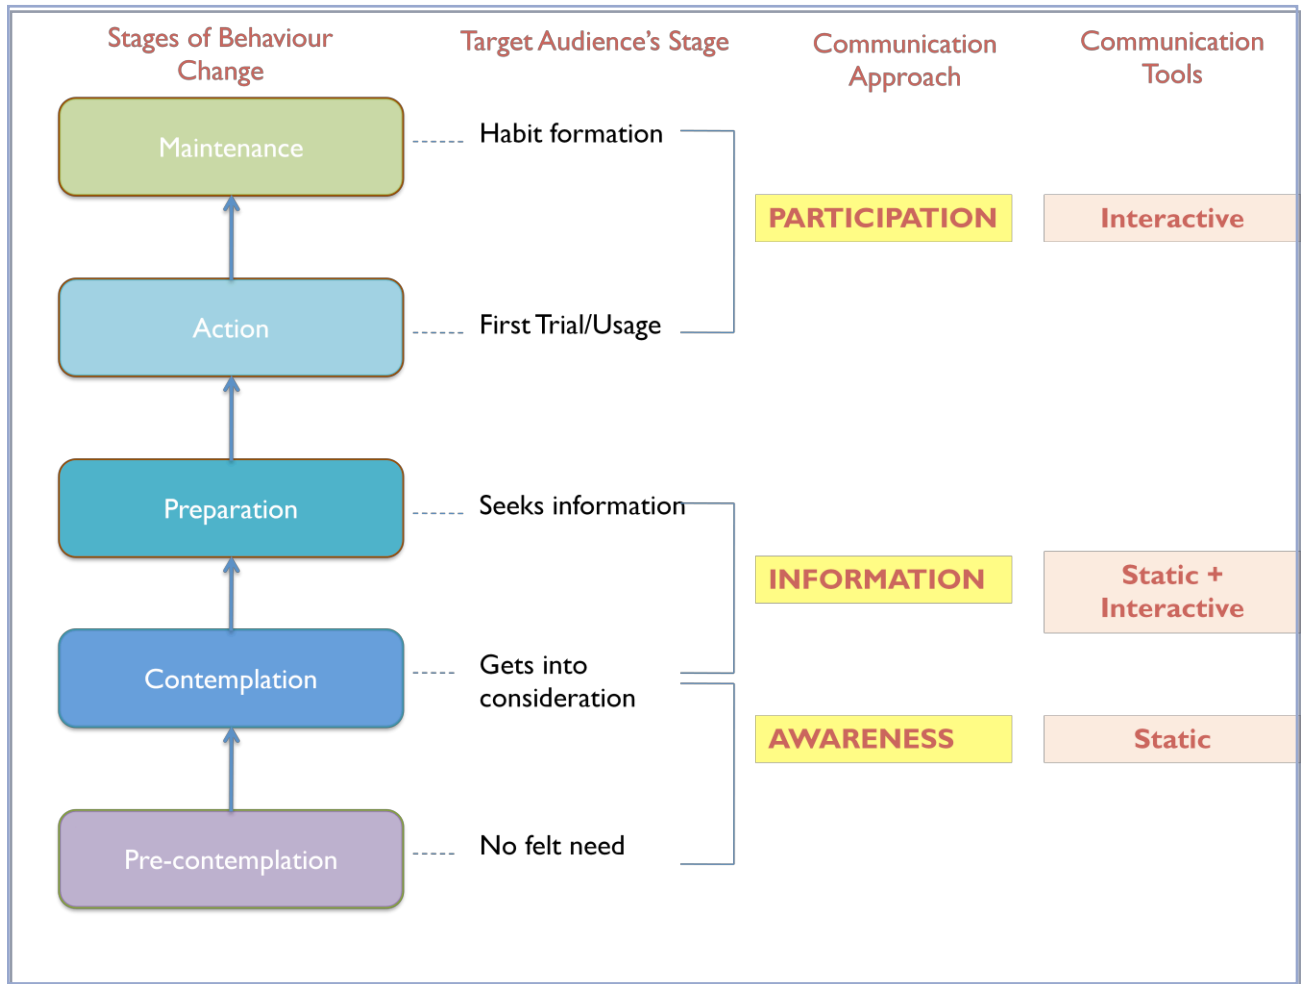 Stages of Behaviour
Change
Target Audience's Stage
Communication
Approach
Communication
Tools
Maintenance
Habit formation
PARTICIPATION
Interactive
Action
First Trial/Usage
Preparation
Seeks information
INFORMATION
Static +
Interactive
Contemplation
Gets into
consideration
AWARENESS
Static
Pre-contemplation
No felt need